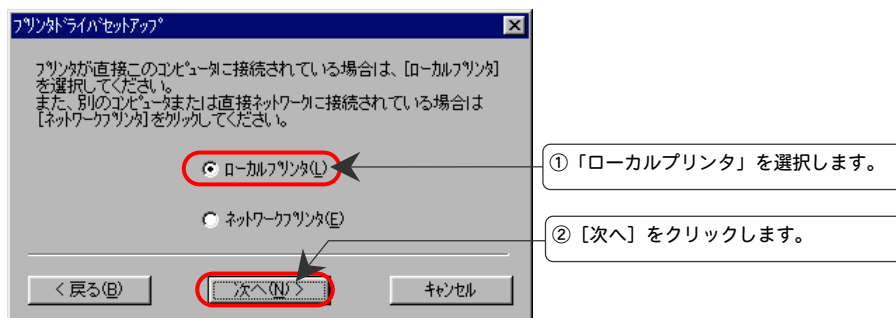 プリンタドライバセットアップ
プリンタが直接このコンピュータに接続されている場合は、[ローカルプリンタ]
を選択してください。
また、別のコンピュータまたは直接ネットワークに接続されている場合は
[ネットワークプリンタ]をクリックしてください。
ローカルプリンタ(L)
①「ローカルプリンタ」を選択します。
ネットワークプリンタ(E)
②［次へ］をクリックします。
< 戻る(B)
次へ(N) >
キャンセル